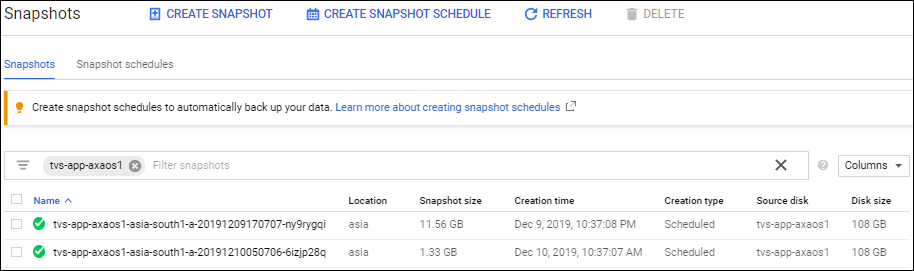 Snapshots CREATE SNAPSHOT CREATE SNAPSHOT SCHEDULE REFRESH DELETE
Snapshots Snapshot schedules
Create snapshot schedules to automatically back up your data. Learn more about creating snapshot schedules
tvs-app-axaos1 Filter snapshots Columns
Name Location Snapshot size Creation time Creation type Source disk Disk size
tvs-app-axaos1-asia-south1-a-20191209170707-ny9rygqi asia 11.56 GB Dec 9, 2019, 10:37:08 PM Scheduled tvs-app-axaos1 108 GB
tvs-app-axaos1-asia-south1-a-20191210050706-6izjp28q asia 1.33 GB Dec 10, 2019, 10:37:07 AM Scheduled tvs-app-axaos1 108 GB